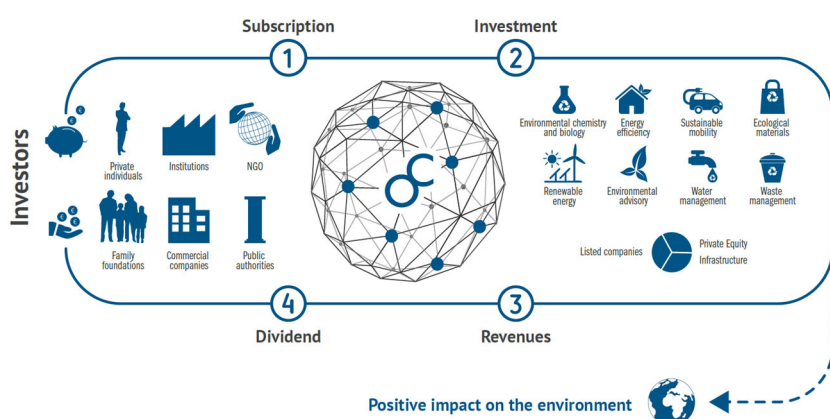 Subscription
Investment
1
2
Investors
€
€
Private
individuals
Institutions
NGO
Environmental chemistry
and biology
Energy
efficiency
Sustainable
mobility
Ecological
materials
Renewable
energy
Environmental
advisory
Water
management
Waste
management
€
€
€
Family
foundations
Commercial
companies
Public
authorities
Listed companies
Private Equity
Infrastructure
4
3
Dividend
Revenues
Positive impact on the environment